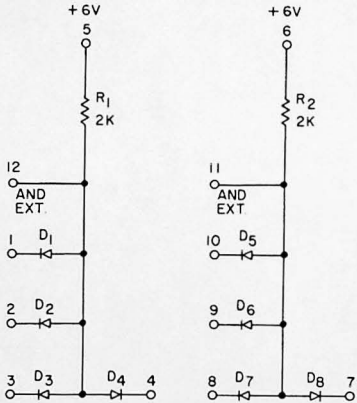 +6V +6V
5 6
R1 R2
2K 2K
12 11
AND AND
EXT. EXT
1 D1 10 D5
2 D2 9 D6
3 D3 D4 4 8 D7 D8 7